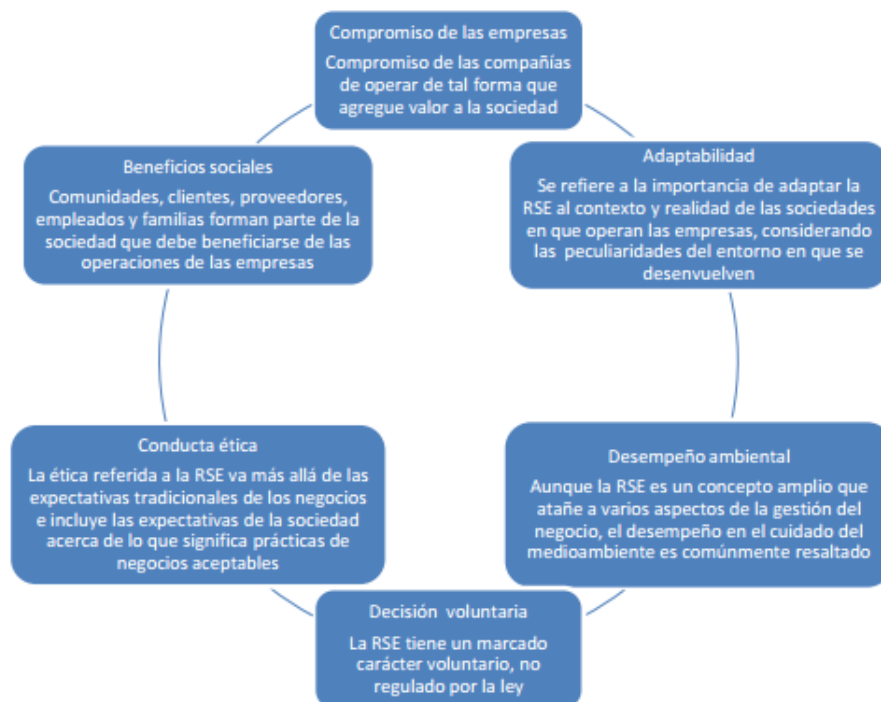 Compromiso de las empresas
Compromiso de las compañías
de operar de tal forma que
agregue valor a la sociedad
Adaptabilidad
Se refiere a la importancia de adaptar la
RSE al contexto y realidad de las sociedades
en que operan las empresas, considerando
las peculiaridades del entorno en que se
desenvuelven
Desempeño ambiental
Aunque la RSE es un concepto amplio que
atañe a varios aspectos de la gestión del
negocio, el desempeño en el cuidado del
medioambiente es comúnmente resaltado
Decisión voluntaria
La RSE tiene un marcado
carácter voluntario, no
regulado por la ley
Conducta ética
La ética referida a la RSE va más allá de las
expectativas tradicionales de los negocios
e incluye las expectativas de la sociedad
acerca de lo que significa prácticas de
negocios aceptables
Beneficios sociales
Comunidades, clientes, proveedores,
empleados y familias forman parte de la
sociedad que debe beneficiarse de las
operaciones de las empresas